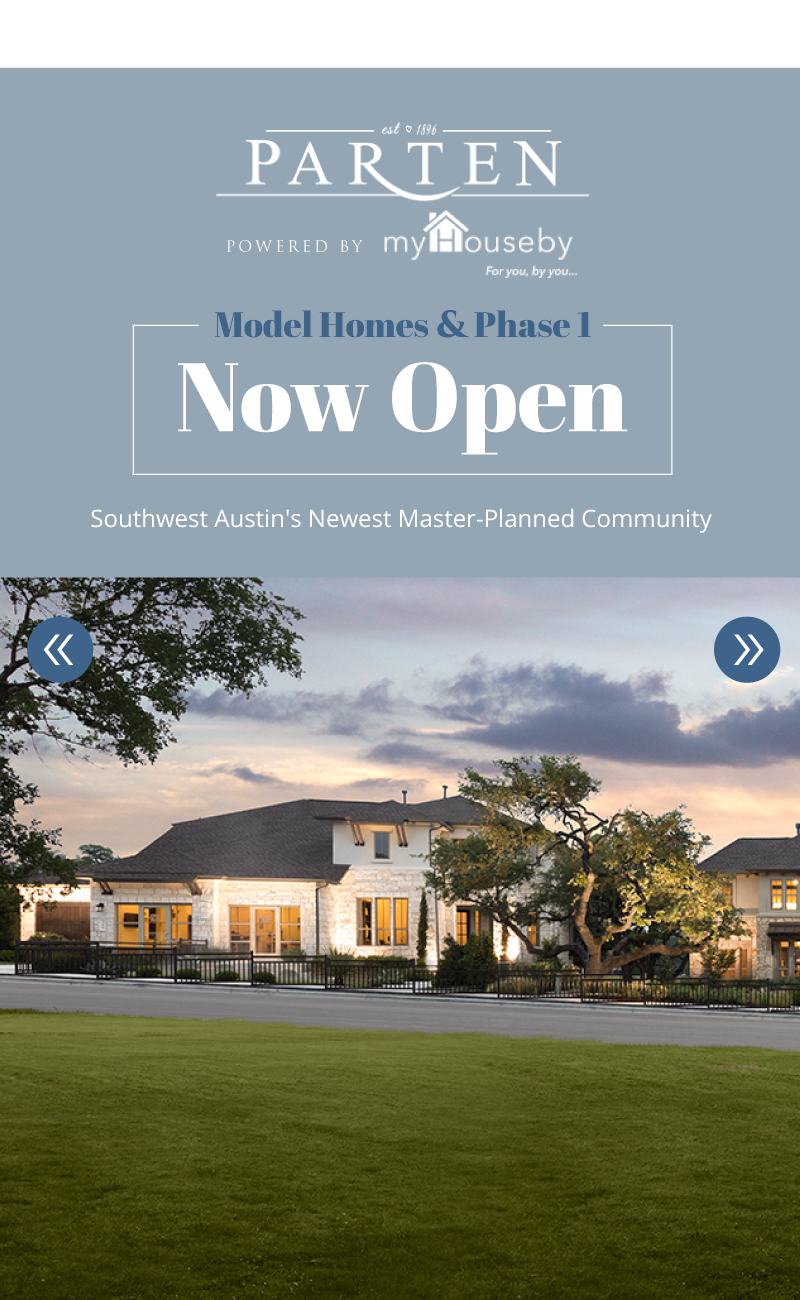 est 1896
PARTEN
POWERED BY myHouseby
For you, by you...
Model Homes & Phase 1
Now Open
Southwest Austin's Newest Master-Planned Community